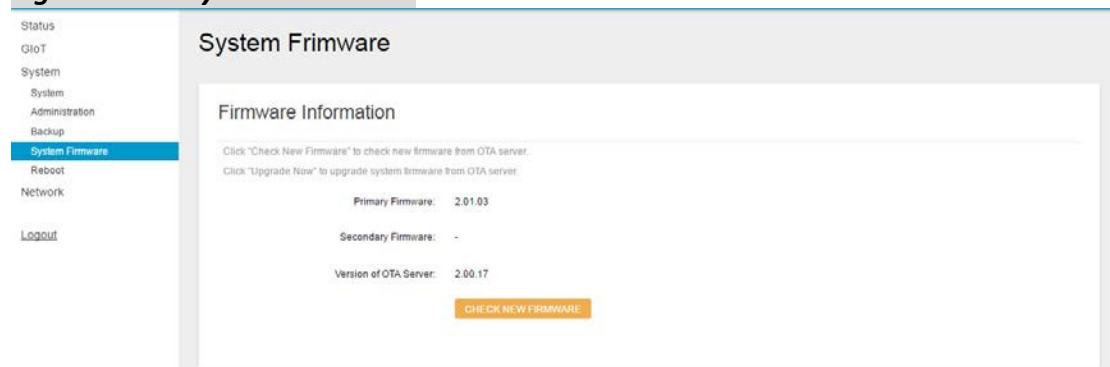 Status
GIoT
System
System
Administration
Backup
System Firmware
Reboot
Network
Logout
System Frimware
Firmware Information
Click "Check New Firmware" to check new firmware from OTA server.
Click "Upgrade Now" to upgrade system firmware from OTA server.
Primary Firmware: 2.01.03
Secondary Firmware: -
Version of OTA Server: 2.00.17
CHECK NEW FIRMWARE